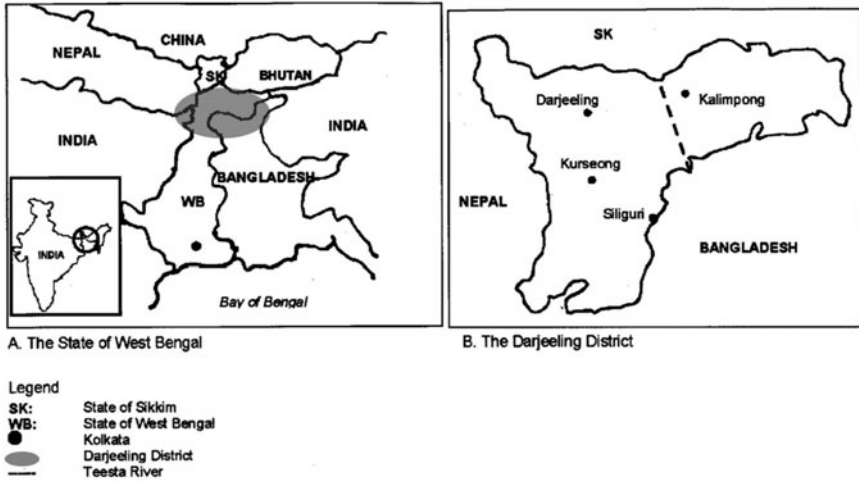 CHINA
NEPAL
SK
BHUTAN
INDIA
INDIA
BANGLADESH
WB
INDIA
Bay of Bengal
A. The State of West Bengal
SK
Darjeeling
Kalimpong
Kurseong
NEPAL
Siliguri
BANGLADESH
B. The Darjeeling District
Legend
SK: State of Sikkim
WB: State of West Bengal
Kolkata
Darjeeling District
Teesta River